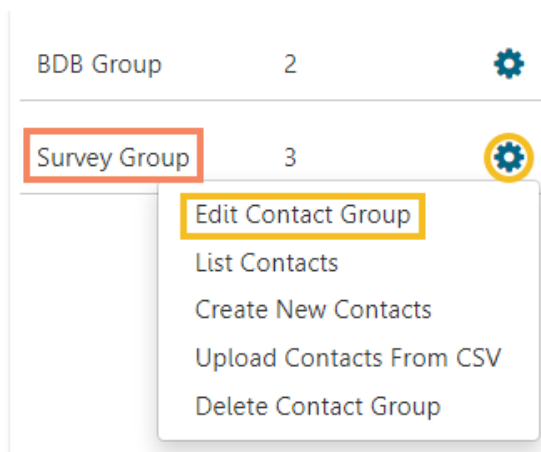 BDB Group 2
Survey Group 3
Edit Contact Group
List Contacts
Create New Contacts
Upload Contacts From CSV
Delete Contact Group